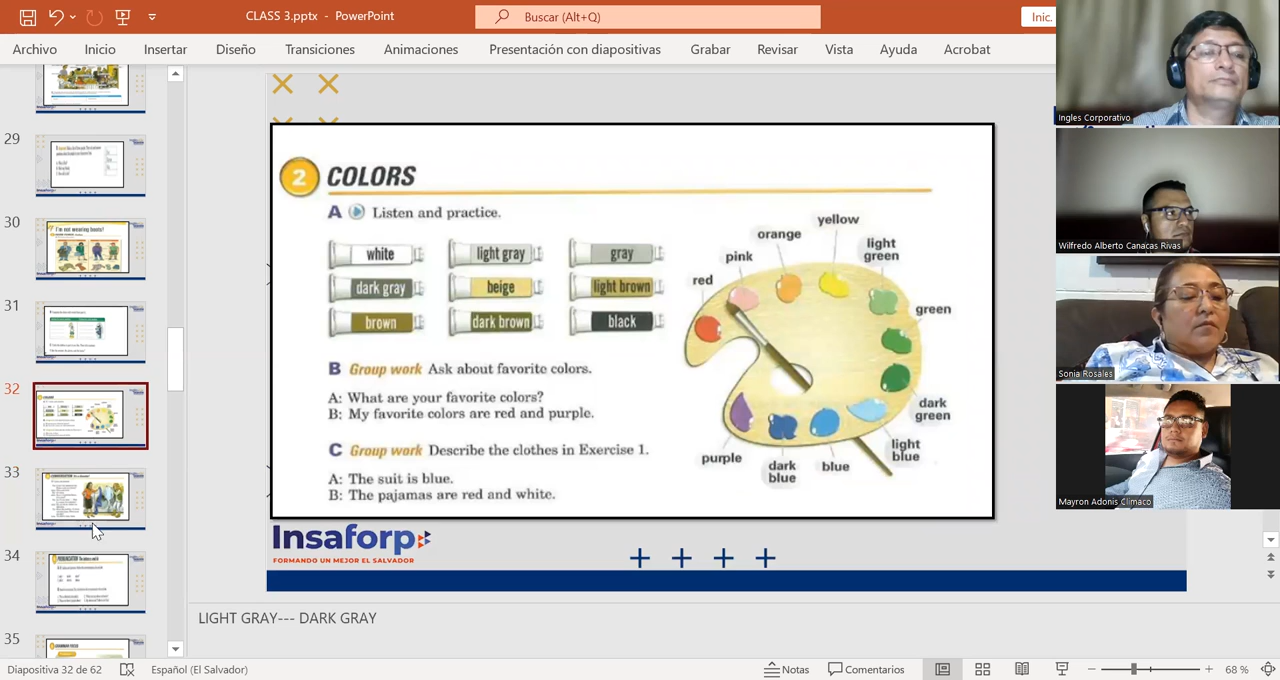 CLASS 3.pptx - PowerPoint
Buscar (Alt+Q)
Inic.
Archivo Inicio Insertar Diseño Transiciones Animaciones Presentación con diapositivas Grabar Revisar Vista Ayuda Acrobat
29
30
I'm not wearing boots!
31
32
33
34
35
2 COLORS
A Listen and practice.
white light gray gray
dark gray beige light brown
brown dark brown black
B Group work Ask about favorite colors.
A: What are your favorite colors?
B: My favorite colors are red and purple.
C Group work Describe the clothes in Exercise 1.
A: The suit is blue.
B: The pajamas are red and white.
red
pink
orange
yellow
light
green
green
dark
green
light
blue
blue
dark
blue
purple
Insaforp
FORMANDO UN MEJOR EL SALVADOR
LIGHT GRAY--- DARK GRAY
Ingles Corporativo
Wilfredo Alberto Canacas Rivas
Sonia Rosales
Mayron Adonis Climaco
Diapositiva 32 de 62 Español (El Salvador) Notas Comentarios 68 %